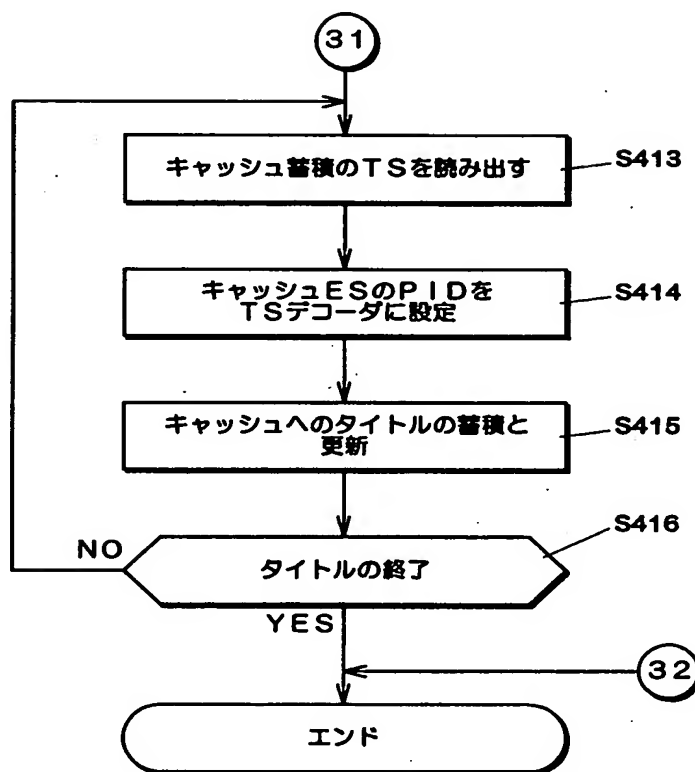 31
キャッシュ蓄積のTSを読み出す
S413
キャッシュESのPIDを
TSデコーダに設定
S414
キャッシュへのタイトルの蓄積と
更新
S415
S416
NO
タイトルの終了
YES
32
エンド